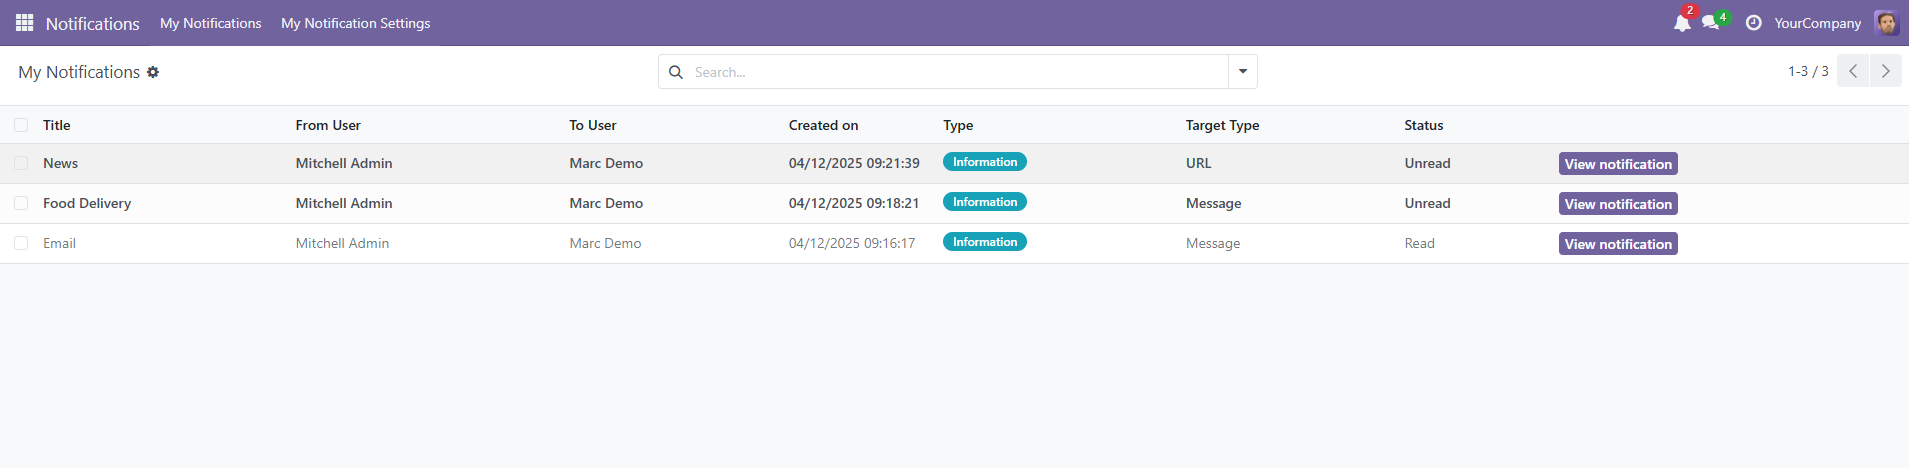 Notifications My Notifications My Notification Settings 2 4 YourCompany
My Notifications Search... 1-3 / 3
Title From User To User Created on Type Target Type Status
News Mitchell Admin Marc Demo 04/12/2025 09:21:39 Information URL Unread View notification
Food Delivery Mitchell Admin Marc Demo 04/12/2025 09:18:21 Information Message Unread View notification
Email Mitchell Admin Marc Demo 04/12/2025 09:16:17 Information Message Read View notification